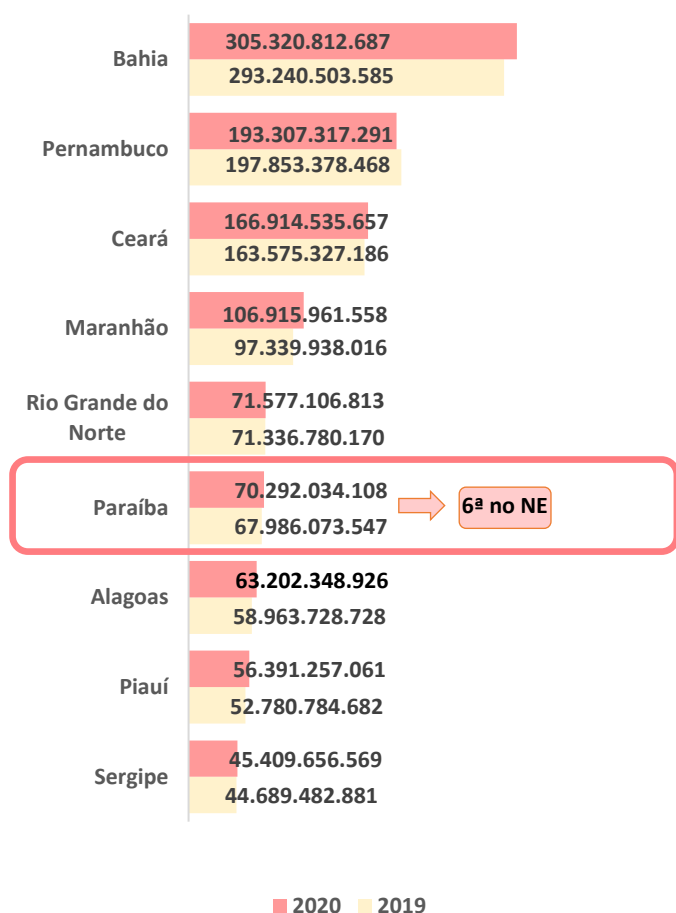 Bahia
305.320.812.687
293.240.503.585
Pernambuco
193.307.317.291
197.853.378.468
Ceará
166.914.535.657
163.575.327.186
Maranhão
106.915.961.558
97.339.938.016
Rio Grande do
Norte
71.577.106.813
71.336.780.170
Paraíba
70.292.034.108
67.986.073.547
6ª no NE
Alagoas
63.202.348.926
58.963.728.728
Piauí
56.391.257.061
52.780.784.682
Sergipe
45.409.656.569
44.689.482.881
2020 2019